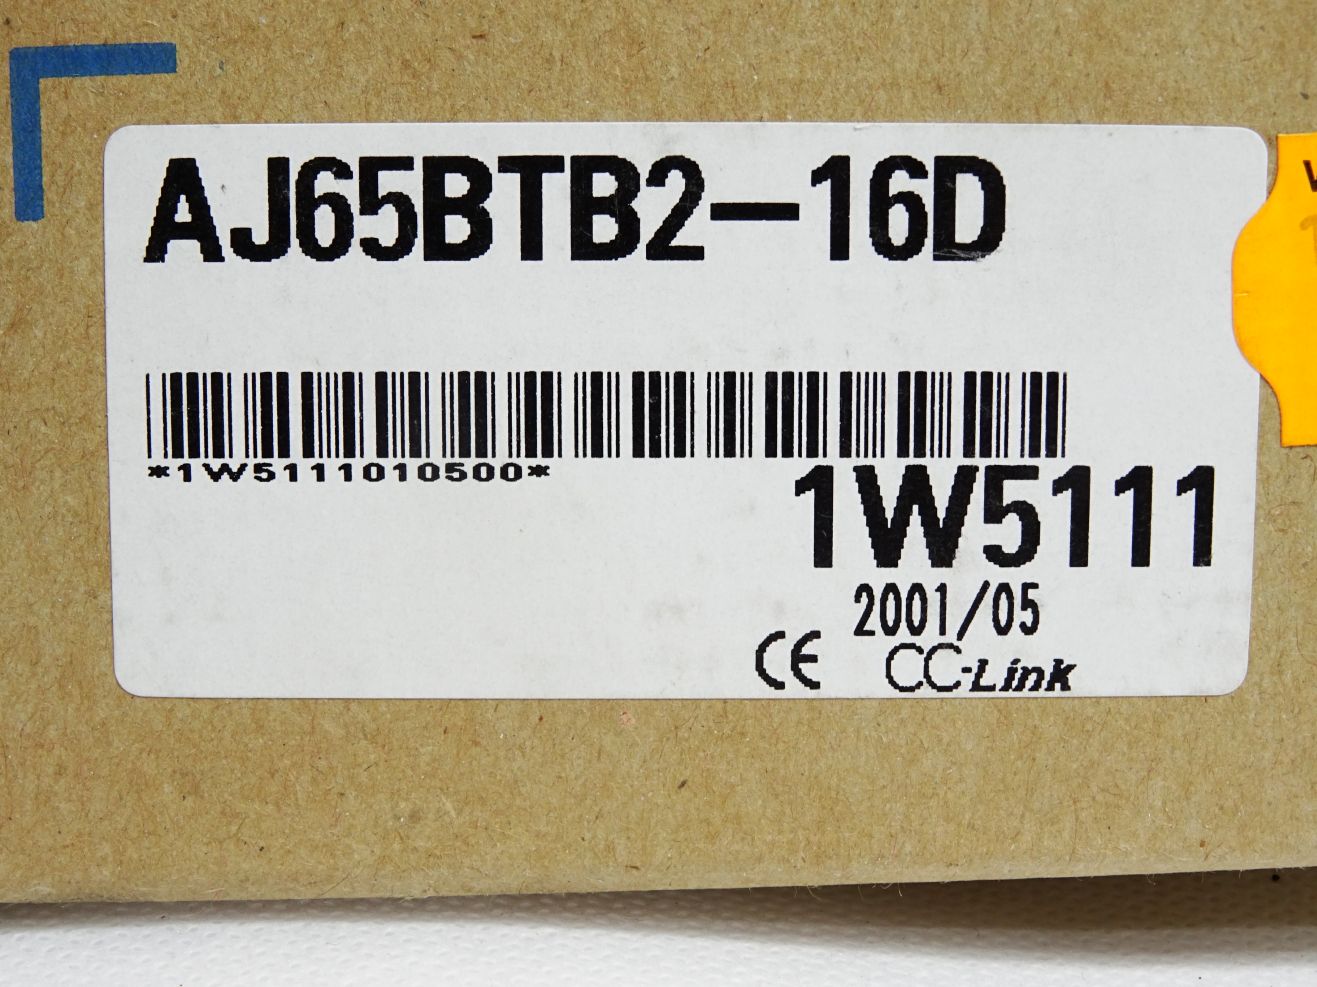 AJ65BTB2-16D
*1W5111010500*
1W5111
2001/05
CE CC-Link